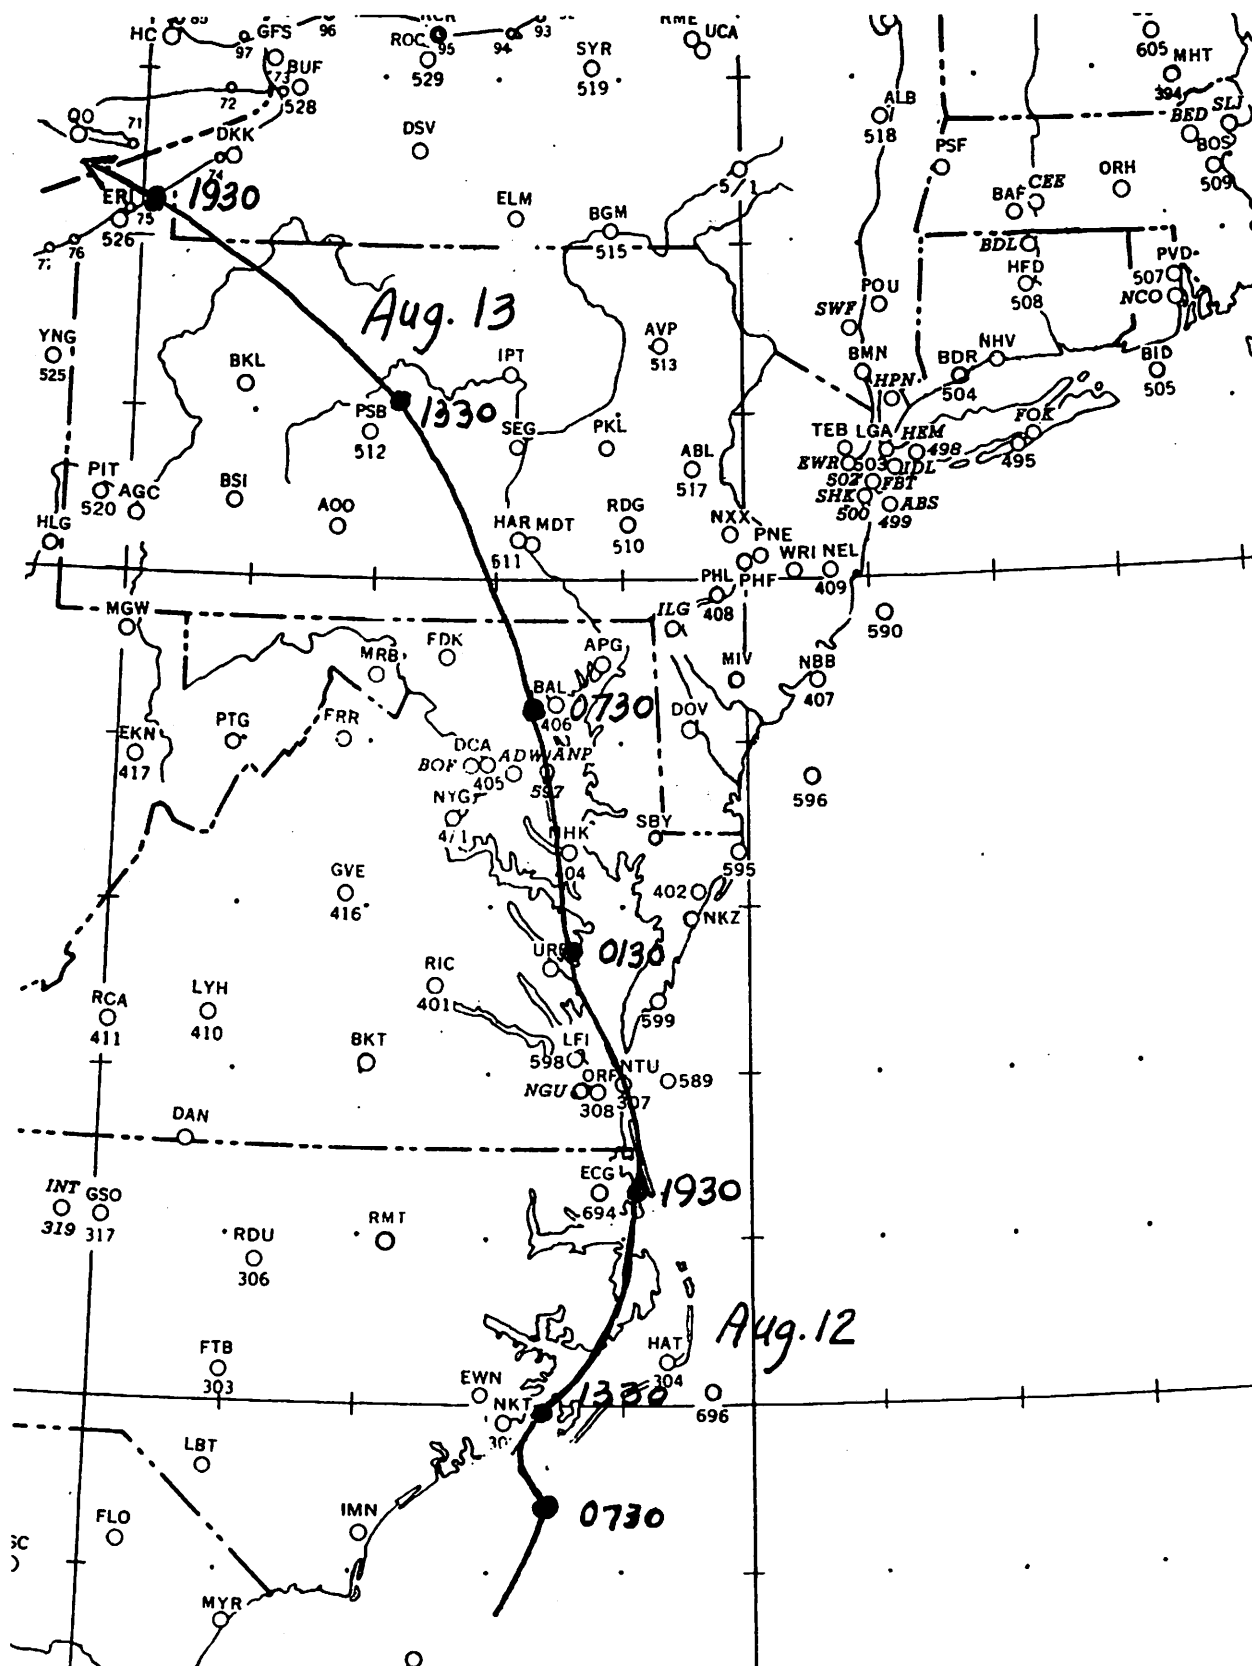 HC
85
97
GFS
96
ROC
95
94
93
529
SYR
519
RME
UCA
605
MHT
394
BUF
73
528
72
71
DKK
74
DSV
ALB
518
PSF
BED
SLJ
BOS
509
ORH
CEE
BAF
ERI
75
1930
526
76
ELM
BGM
515
BDL
HFD
508
PVD
507
NCO
Aug. 13
POU
SWF
YNG
525
BKL
IPT
AVP
513
BMN
HPN
BDR
504
NHV
BID
505
PSB
512
1330
SEG
PKL
TEB
LGA
HEM
498
FOK
495
EWR
503
IDL
502
FBT
SHK
500
ABS
499
PIT
520
AGC
BSI
AOO
ABL
517
HLG
HAR
MDT
611
RDG
510
NXX
PNE
WRI
NEL
409
PHL
408
PHF
MGW
ILG
590
FDK
MRB
APG
MIV
NBB
407
BAL
406
0730
DOV
EKN
417
PTG
FRR
DCA
BOF
405
ADW
ANP
597
596
NYG
NHK
04
SBY
595
GVE
416
402
NKZ
URB
0130
RIC
401
RCA
411
LYH
410
599
BKT
LFI
598
NTU
589
ORF
NGU
308
307
DAN
ECG
694
1930
INT
319
GSO
317
RDU
306
RMT
Aug. 12
HAT
304
FTB
303
EWN
1330
696
NKT
30
LBT
FLO
IMN
0730
MYR